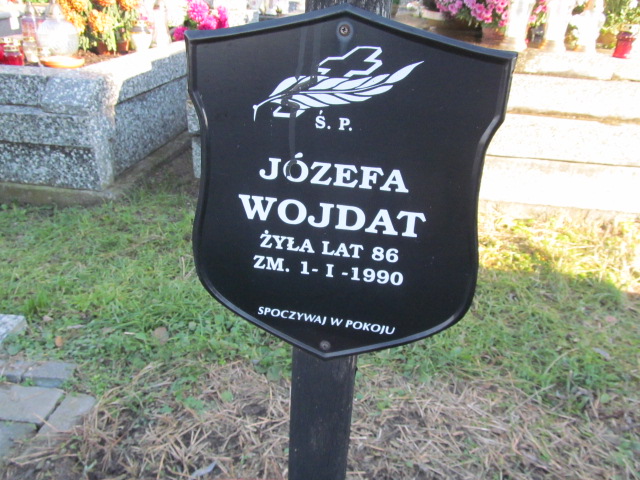 Ś. P.
JÓZEFA
WOJDAT
ŻYŁA LAT 86
ZM. 1-I-1990
SPOCZYWAJ W POKOJU